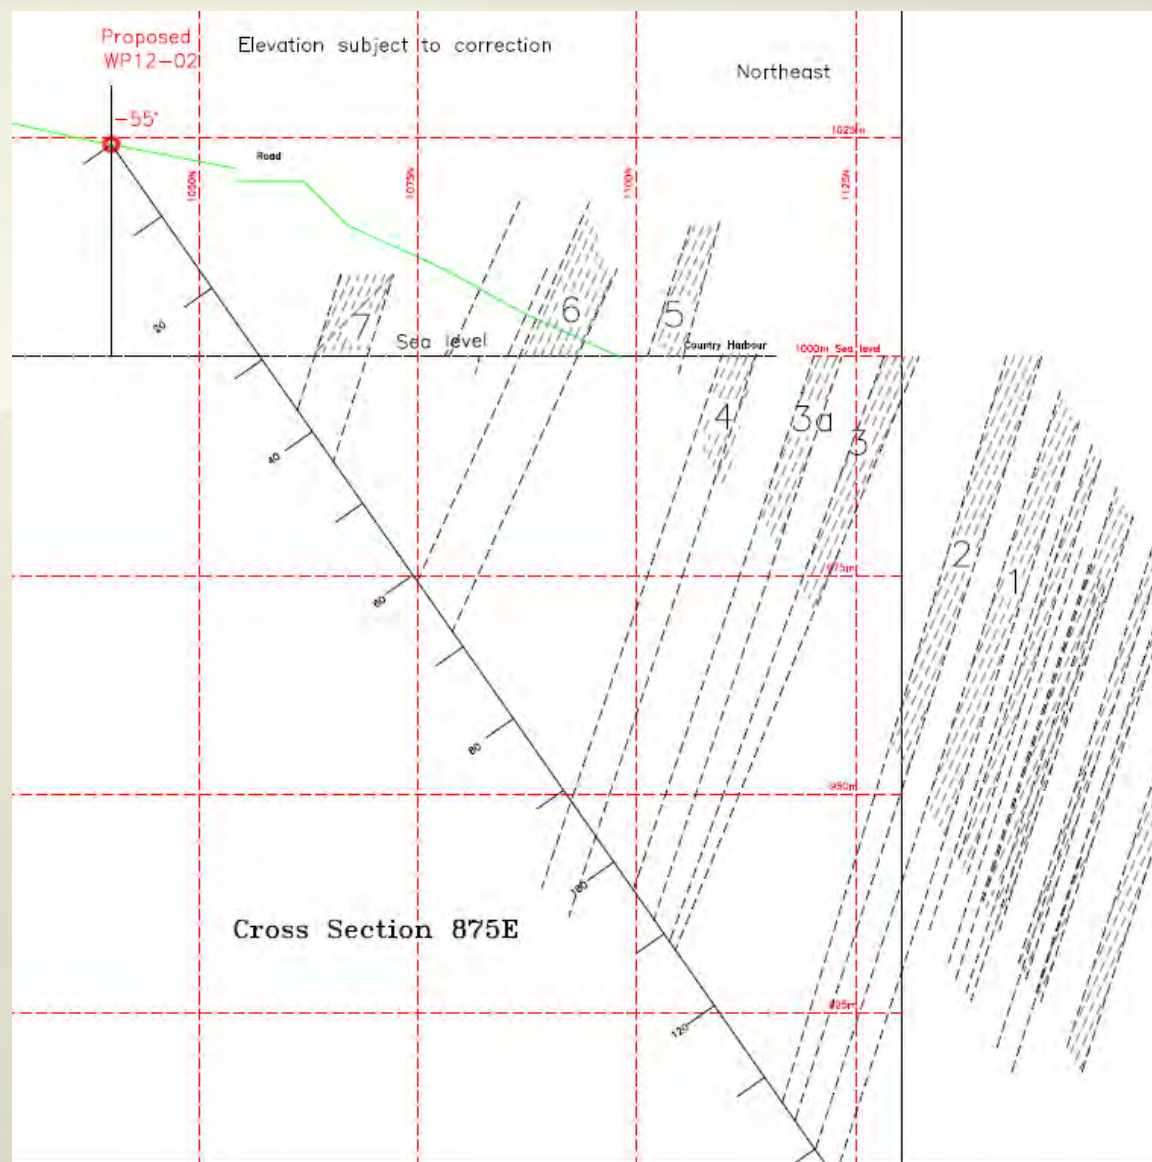 Proposed
WP12-02
Elevation subject to correction
Northeast
-55°
1025m
Road
1050N
1075N
1100N
1125N
20
7
Sea level
6
5
Country Harbour
1000m Sea level
40
4
3a
3
2
1
975m
60
80
950m
100
Cross Section 875E
925m
120